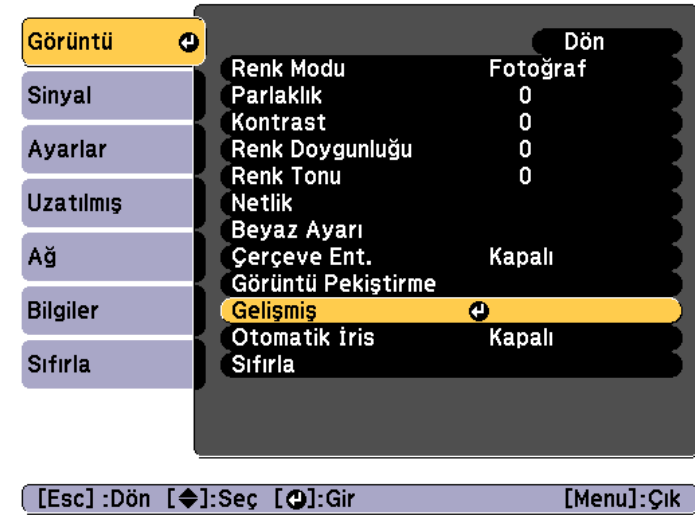 Görüntü
Sinyal
Ayarlar
Uzatılmış
Ağ
Bilgiler
Sıfırla
Dön
Renk Modu Fotoğraf
Parlaklık 0
Kontrast 0
Renk Doygunluğu 0
Renk Tonu 0
Netlik
Beyaz Ayarı
Çerçeve Ent. Kapalı
Görüntü Pekiştirme
Gelişmiş
Otomatik İris Kapalı
Sıfırla
[Esc] :Dön [◆]:Seç [⏎]:Gir [Menu]:Çık